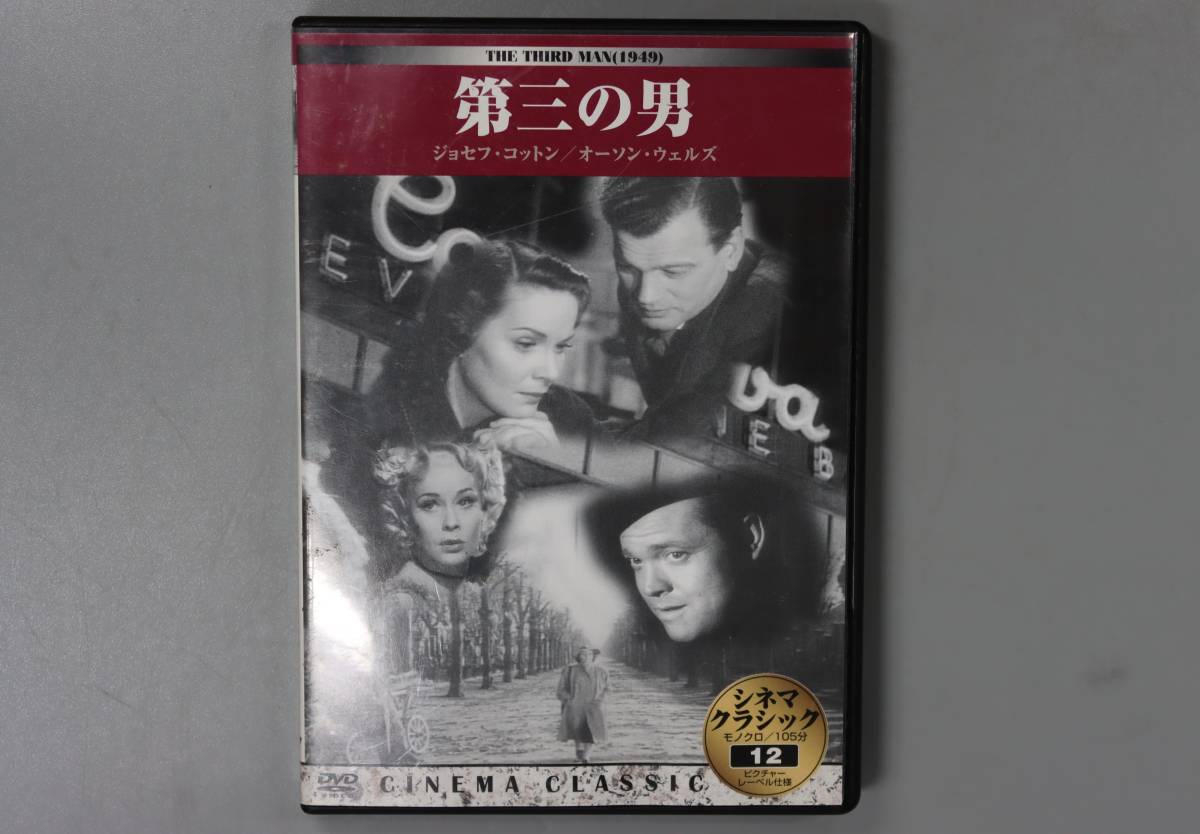 THE THIRD MAN(1949)
第三の男
ジョセフ・コットン／オーソン・ウェルズ
E V
J E B
シネマ
クラシック
モノクロ／105分
12
ピクチャー
レーベル仕様
DVD
CINEMA CLASSIC